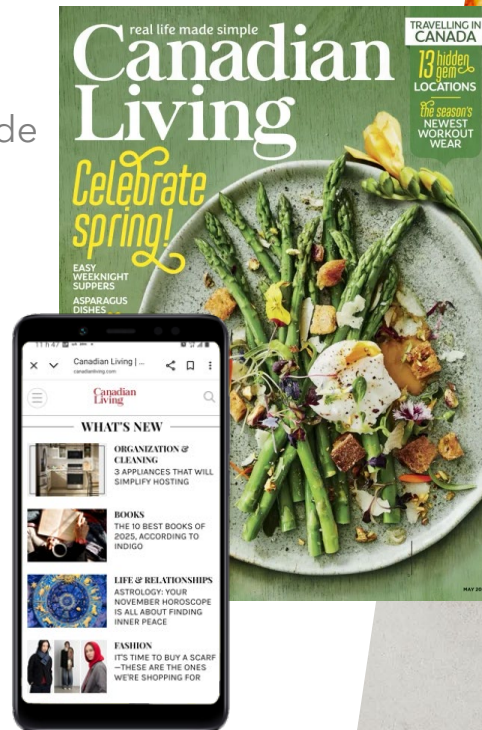 real life made simple
Canadian
Living
TRAVELLING IN
CANADA
13 hidden
gem
LOCATIONS
the season's
NEWEST
WORKOUT
WEAR
de
Celebrate
spring!
EASY
WEEKNIGHT
SUPPERS
ASPARAGUS
DISHES
11 h 47
Canadian Living | ...
canadianliving.com
Canadian
Living
WHAT'S NEW
ORGANIZATION &
CLEANING
3 APPLIANCES THAT WILL
SIMPLIFY HOSTING
BOOKS
THE 10 BEST BOOKS OF
2025, ACCORDING TO
INDIGO
LIFE & RELATIONSHIPS
ASTROLOGY: YOUR
NOVEMBER HOROSCOPE
IS ALL ABOUT FINDING
INNER PEACE
FASHION
IT'S TIME TO BUY A SCARF
—THESE ARE THE ONES
WE'RE SHOPPING FOR
MAY 20